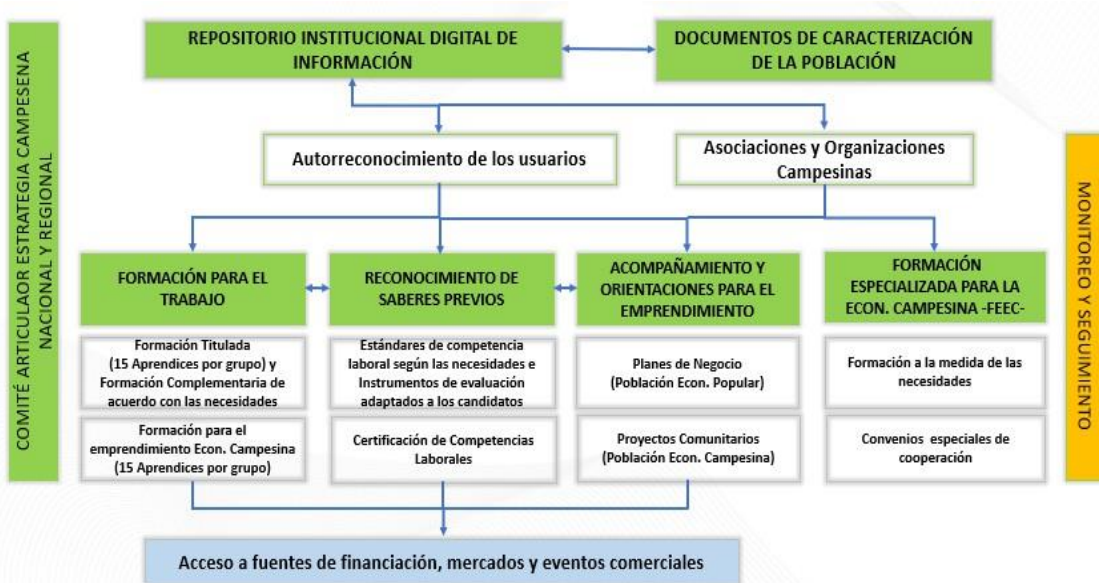 COMITÉ ARTICULAOR ESTRATEGIA CAMPESENA
NACIONAL Y REGIONAL
REPOSITORIO INSTITUCIONAL DIGITAL DE
INFORMACIÓN
DOCUMENTOS DE CARACTERIZACIÓN
DE LA POBLACIÓN
Autorreconocimiento de los usuarios
Asociaciones y Organizaciones
Campesinas
FORMACIÓN PARA EL
TRABAJO
RECONOCIMIENTO DE
SABERES PREVIOS
ACOMPAÑAMIENTO Y
ORIENTACIONES PARA EL
EMPRENDIMIENTO
FORMACIÓN
ESPECIALIZADA PARA LA
ECON. CAMPESINA -FEEC-
Formación Titulada
(15 Aprendices por grupo) y
Formación Complementaria de
acuerdo con las necesidades
Estándares de competencia
laboral según las necesidades e
Instrumentos de evaluación
adaptados a los candidatos
Planes de Negocio
(Población Econ. Popular)
Formación a la medida de las
necesidades
Formación para el
emprendimiento Econ. Campesina
(15 Aprendices por grupo)
Certificación de Competencias
Laborales
Proyectos Comunitarios
(Población Econ. Campesina)
Convenios especiales de
cooperación
Acceso a fuentes de financiación, mercados y eventos comerciales
MONITOREO Y SEGUIMIENTO